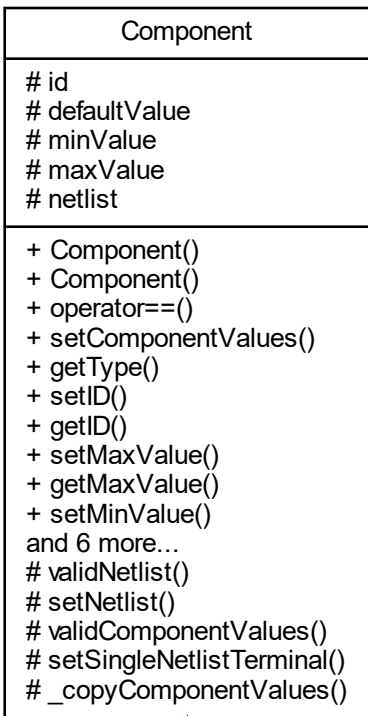 Component
# id
# defaultValue
# minValue
# maxValue
# netlist
+ Component()
+ Component()
+ operator==()
+ setComponentValues()
+ getType()
+ setID()
+ getID()
+ setMaxValue()
+ getMaxValue()
+ setMinValue()
and 6 more...
# validNetlist()
# setNetlist()
# validComponentValues()
# setSingleNetlistTerminal()
# _copyComponentValues()